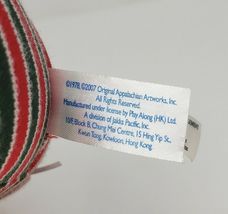 ©1978, ©2007 Original Appalachian Artworks, Inc.
All Rights Reserved.
Manufactured under license by Play Along (HK) Ltd.
A division of Jakks Pacific, Inc.
10/F, Block B, Chung Mei Centre, 15 Hing Yip St.,
Kwun Tong, Kowloon, Hong Kong